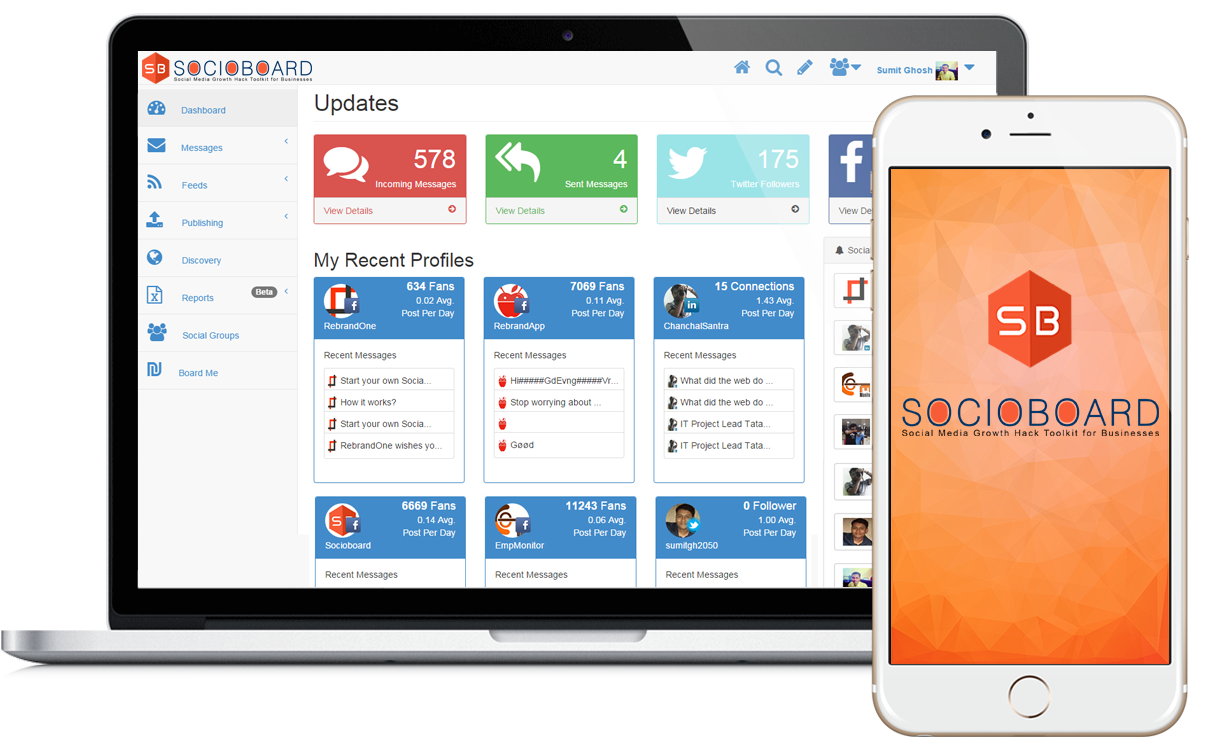 SB SOCIOBOARD
Social Media Growth Hack Toolkit for Businesses
Sumit Ghosh
Dashboard
Messages
Feeds
Publishing
Discovery
Reports Beta
Social Groups
Board Me
Updates
578
Incoming Messages
View Details
4
Sent Messages
View Details
175
Twitter Followers
View Details
View De
My Recent Profiles
634 Fans
0.02 Avg.
Post Per Day
RebrandOne
Recent Messages
Start your own Socia...
How it works?
Start your own Socia...
RebrandOne wishes yo...
7069 Fans
0.11 Avg.
Post Per Day
RebrandApp
Recent Messages
Hi#####GdEvng#####Vr...
Stop worrying about ...
Gøød
15 Connections
1.43 Avg.
Post Per Day
ChanchalSantra
Recent Messages
What did the web do ...
What did the web do ...
IT Project Lead Tata...
IT Project Lead Tata...
Socia
6669 Fans
0.14 Avg.
Post Per Day
Socioboard
Recent Messages
11243 Fans
0.06 Avg.
Post Per Day
EmpMonitor
Recent Messages
0 Follower
1.00 Avg.
Post Per Day
sumitgh2050
Recent Messages
SB
SOCIOBOARD
Social Media Growth Hack Toolkit for Businesses